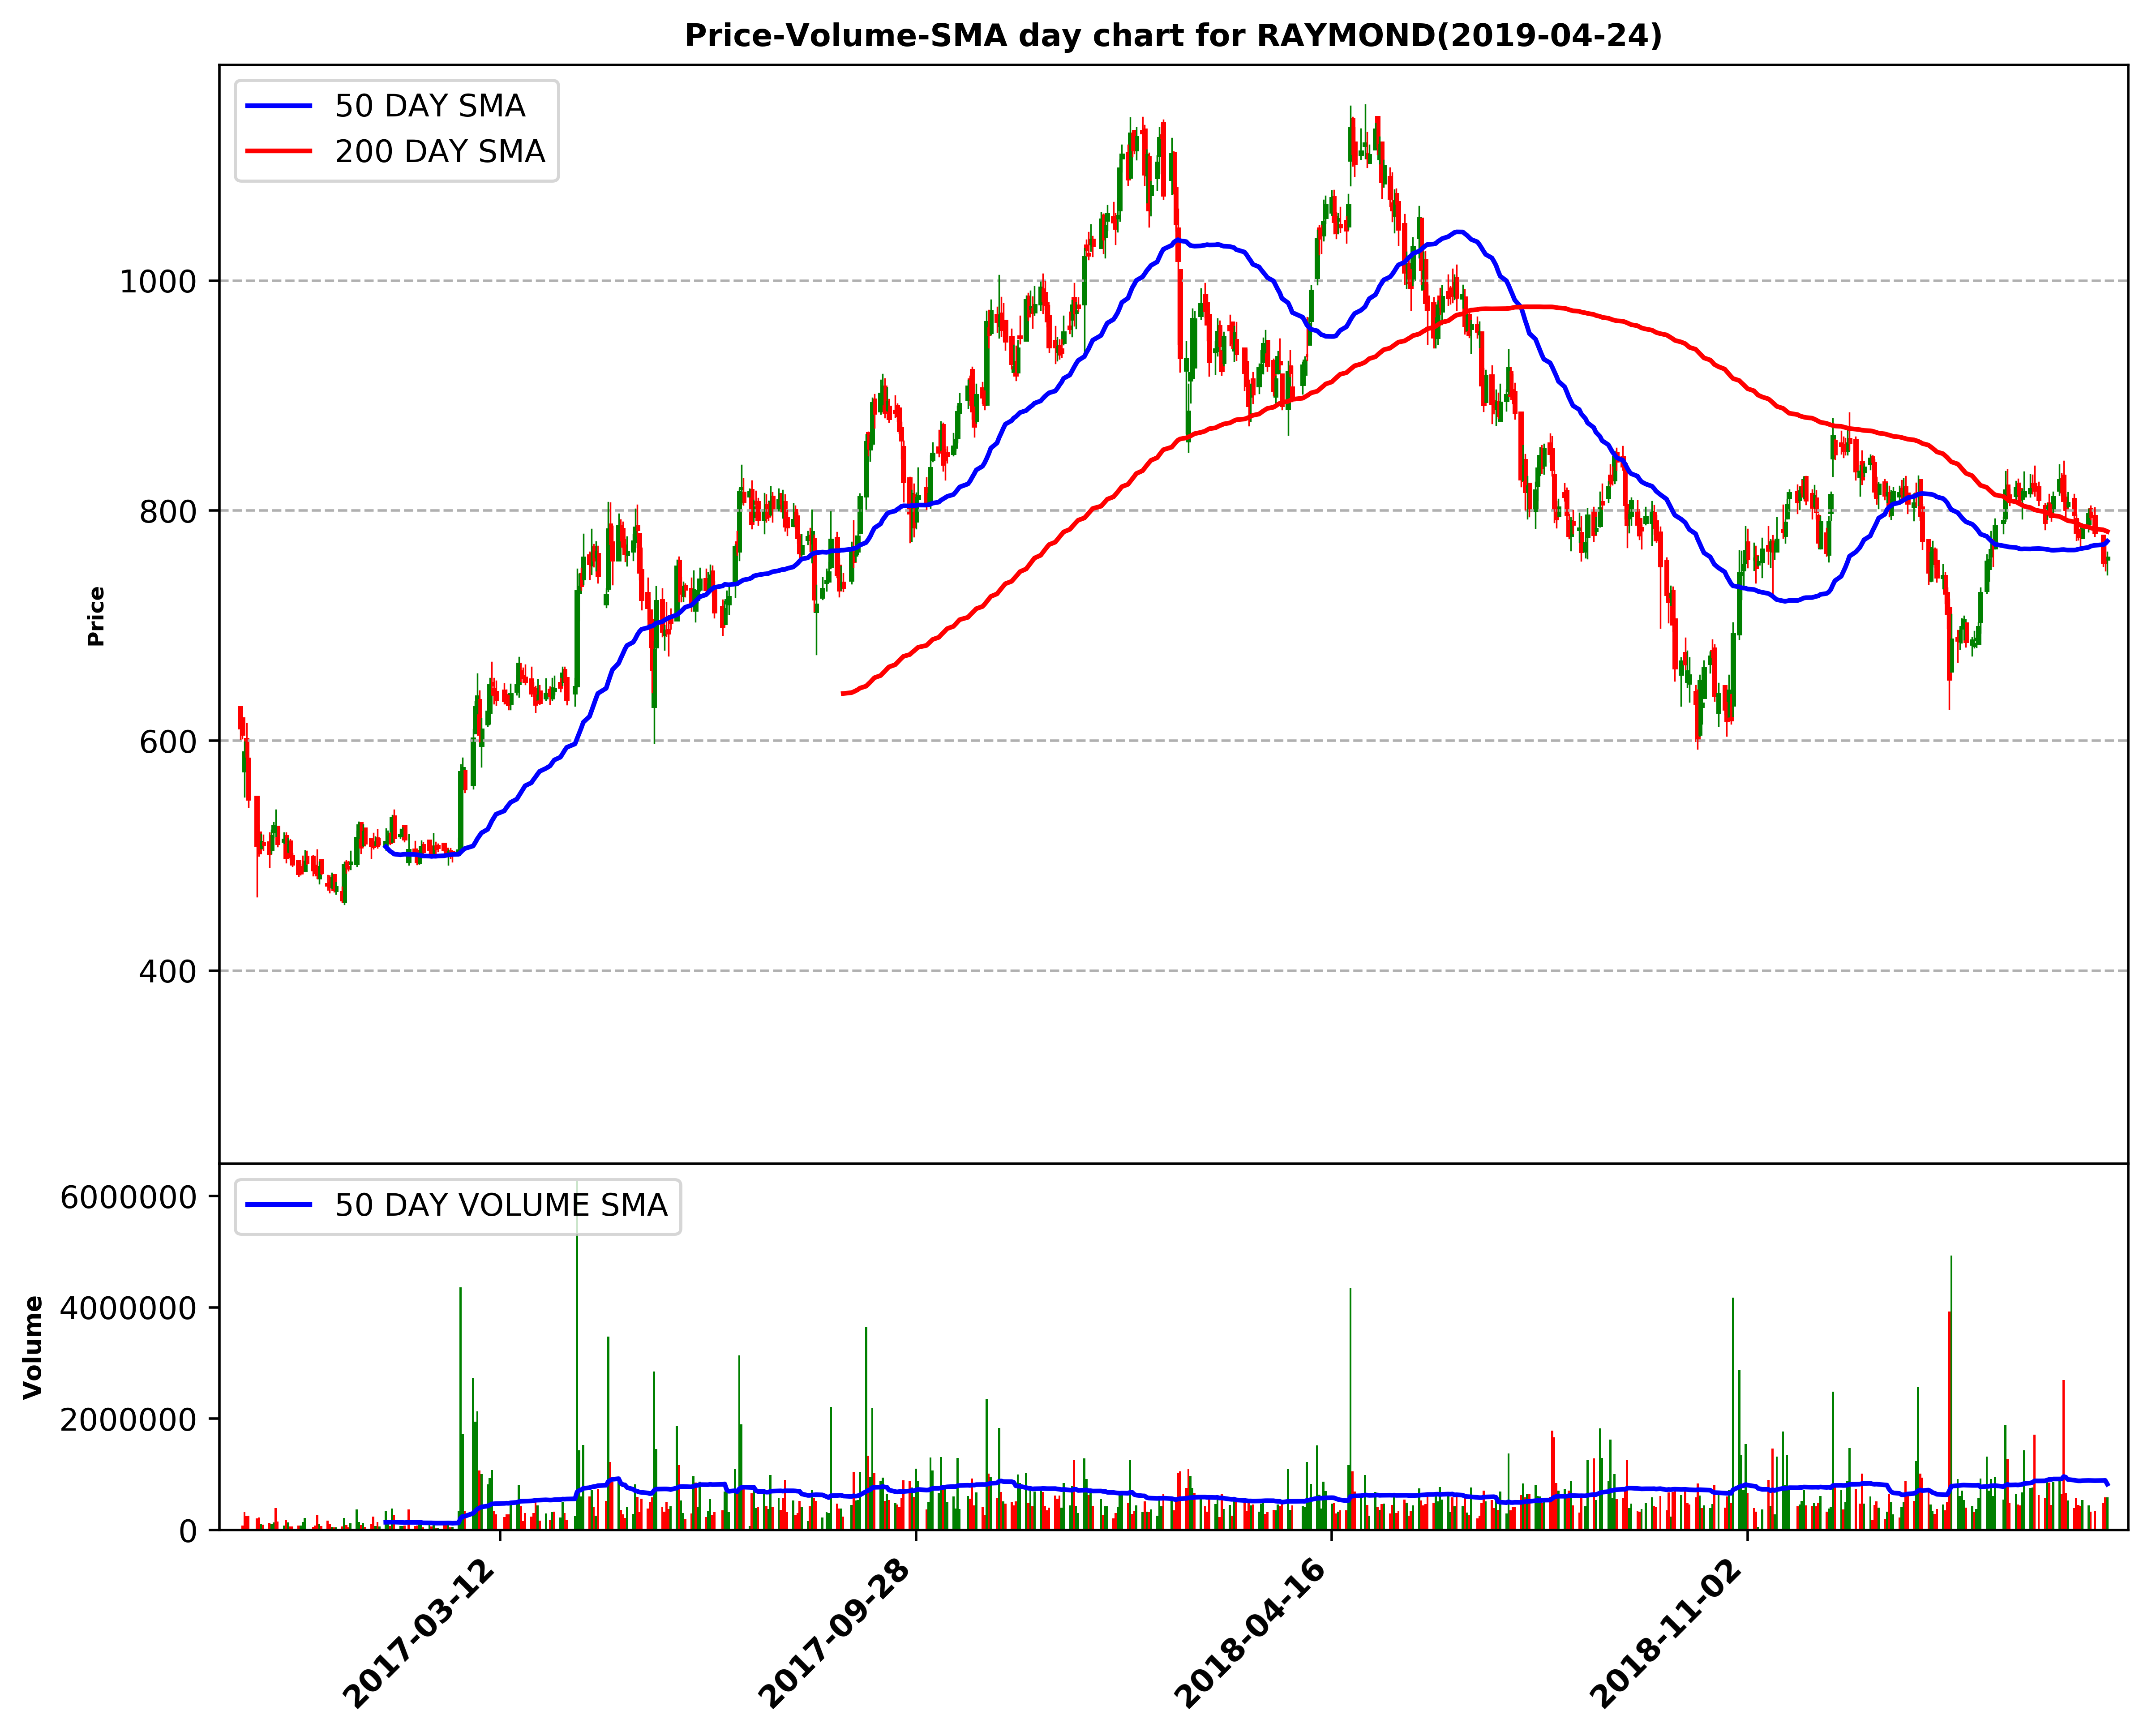 Price-Volume-SMA day chart for RAYMOND(2019-04-24)
50 DAY SMA
200 DAY SMA
1000
800
600
400
Price
50 DAY VOLUME SMA
6000000
4000000
2000000
0
Volume
2017-03-12
2017-09-28
2018-04-16
2018-11-02